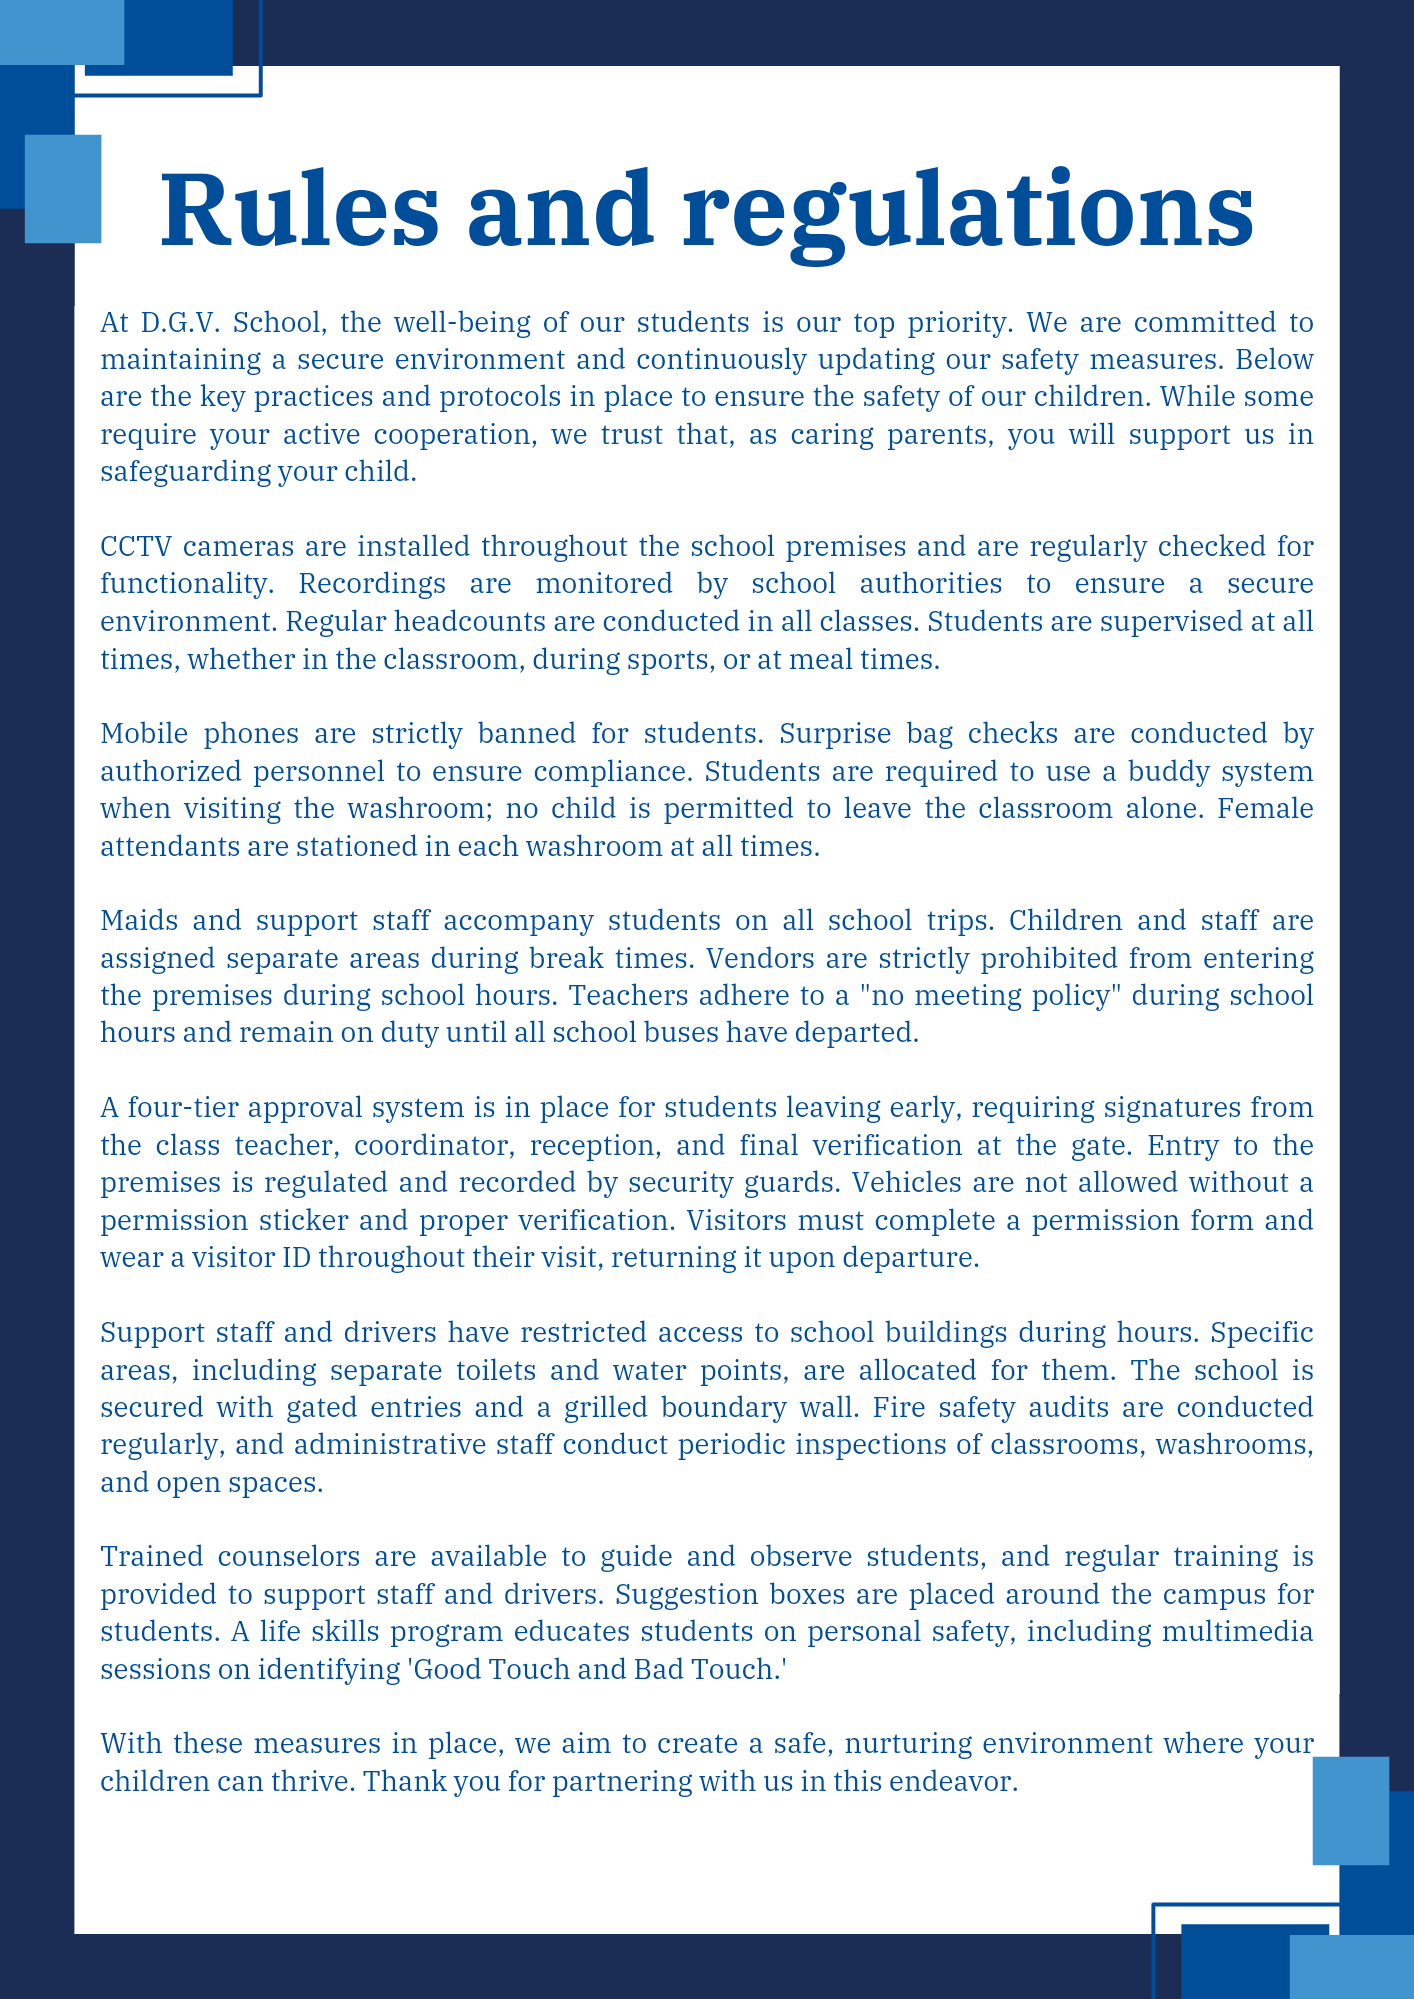 Rules and regulations
At D.G.V. School, the well-being of our students is our top priority. We are committed to
maintaining a secure environment and continuously updating our safety measures. Below
are the key practices and protocols in place to ensure the safety of our children. While some
require your active cooperation, we trust that, as caring parents, you will support us in
safeguarding your child.
CCTV cameras are installed throughout the school premises and are regularly checked for
functionality. Recordings are monitored by school authorities to ensure a secure
environment. Regular headcounts are conducted in all classes. Students are supervised at all
times, whether in the classroom, during sports, or at meal times.
Mobile phones are strictly banned for students. Surprise bag checks are conducted by
authorized personnel to ensure compliance. Students are required to use a buddy system
when visiting the washroom; no child is permitted to leave the classroom alone. Female
attendants are stationed in each washroom at all times.
Maids and support staff accompany students on all school trips. Children and staff are
assigned separate areas during break times. Vendors are strictly prohibited from entering
the premises during school hours. Teachers adhere to a "no meeting policy" during school
hours and remain on duty until all school buses have departed.
A four-tier approval system is in place for students leaving early, requiring signatures from
the class teacher, coordinator, reception, and final verification at the gate. Entry to the
premises is regulated and recorded by security guards. Vehicles are not allowed without a
permission sticker and proper verification. Visitors must complete a permission form and
wear a visitor ID throughout their visit, returning it upon departure.
Support staff and drivers have restricted access to school buildings during hours. Specific
areas, including separate toilets and water points, are allocated for them. The school is
secured with gated entries and a grilled boundary wall. Fire safety audits are conducted
regularly, and administrative staff conduct periodic inspections of classrooms, washrooms,
and open spaces.
Trained counselors are available to guide and observe students, and regular training is
provided to support staff and drivers. Suggestion boxes are placed around the campus for
students. A life skills program educates students on personal safety, including multimedia
sessions on identifying 'Good Touch and Bad Touch.'
With these measures in place, we aim to create a safe, nurturing environment where your
children can thrive. Thank you for partnering with us in this endeavor.